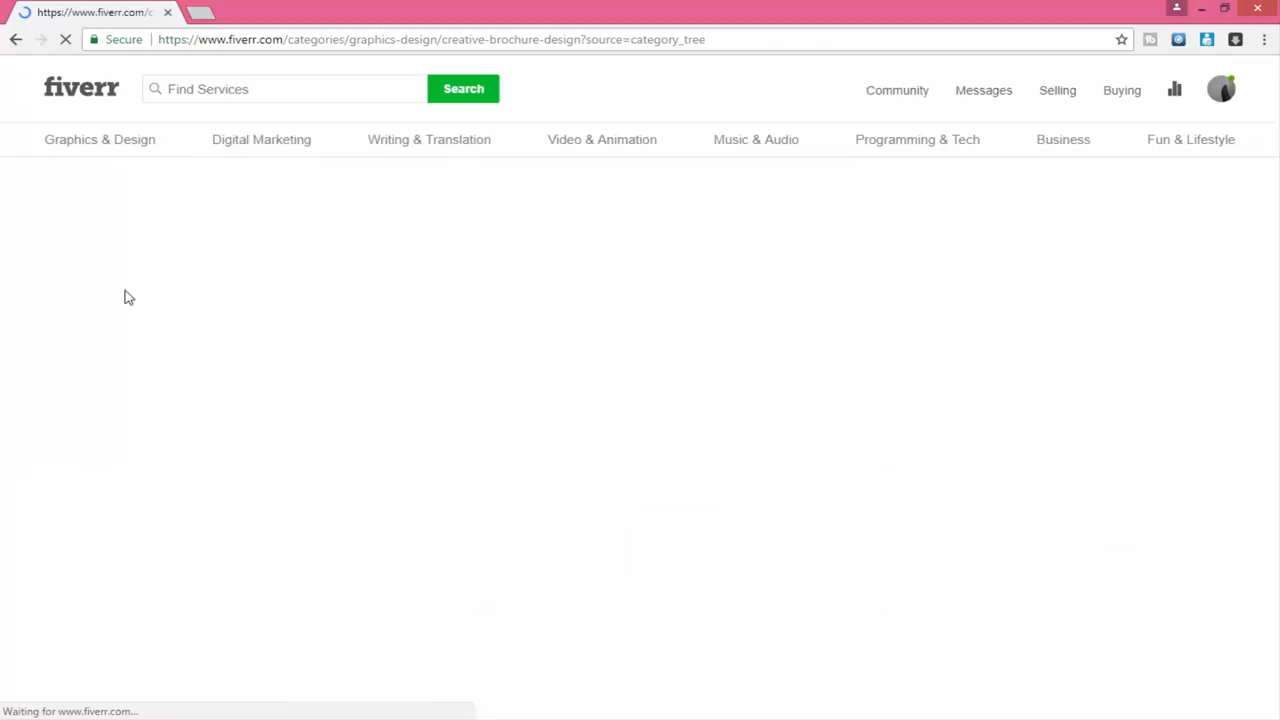 https://www.fiverr.com/c
Secure https://www.fiverr.com/categories/graphics-design/creative-brochure-design?source=category_tree
fiverr Find Services Search Community Messages Selling Buying
Graphics & Design Digital Marketing Writing & Translation Video & Animation Music & Audio Programming & Tech Business Fun & Lifestyle
Waiting for www.fiverr.com...